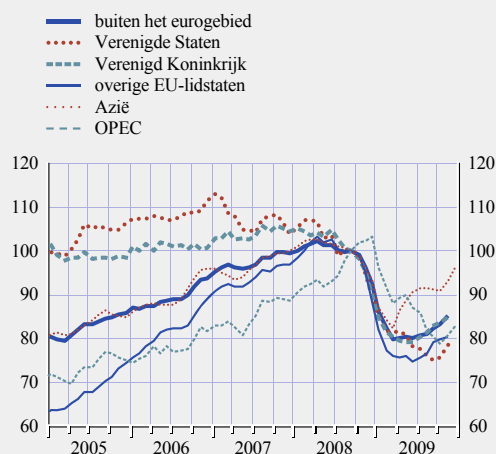 buiten het eurogebied
Verenigde Staten
Verenigd Koninkrijk
overige EU-lidstaten
Azië
OPEC
120 120
110 110
100 100
90 90
80 80
70 70
60 60
2005 2006 2007 2008 2009